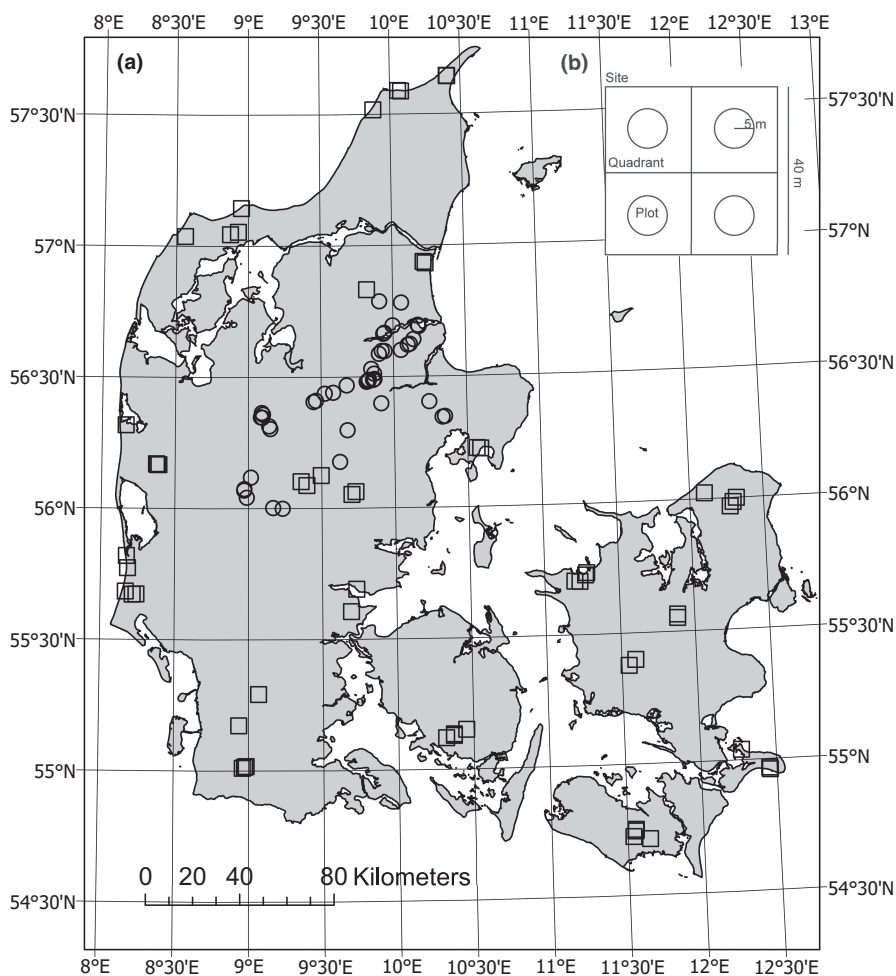 8°E 8°30'E 9°E 9°30'E 10°E 10°30'E 11°E 11°30'E 12°E 12°30'E 13°E
(a)
(b)
Site
5 m
Quadrant
Plot
40 m
57°30'N
57°30'N
57°N
57°N
56°30'N
56°30'N
56°N
56°N
55°30'N
55°30'N
55°N
55°N
54°30'N
54°30'N
0 20 40 80 Kilometers
8°E 8°30'E 9°E 9°30'E 10°E 10°30'E 11°E 11°30'E 12°E 12°30'E